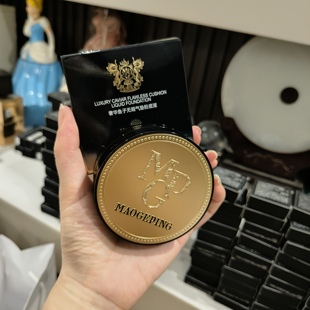 LUXURY CAVIAR FLAWLESS CUSHION
LIQUID FOUNDATION
奢华鱼子无瑕气垫粉底液
MGP
MAOGEPING